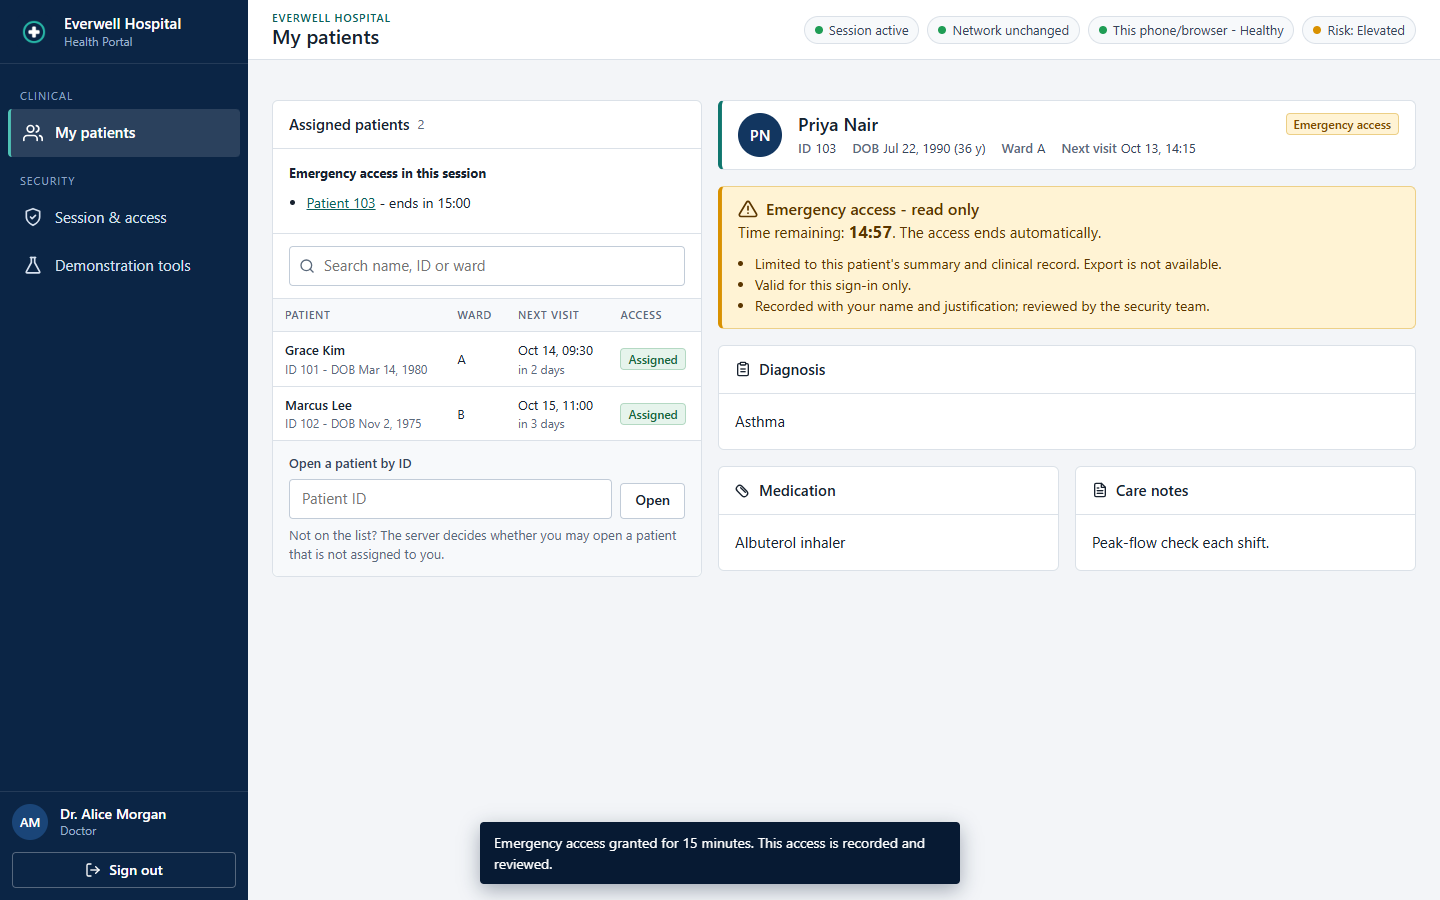 Everwell Hospital
Health Portal
CLINICAL
My patients
SECURITY
Session & access
Demonstration tools
AM
Dr. Alice Morgan
Doctor
Sign out
EVERWELL HOSPITAL
My patients
Session active
Network unchanged
This phone/browser - Healthy
Risk: Elevated
Assigned patients 2
Emergency access in this session
• Patient 103 - ends in 15:00
Search name, ID or ward
PATIENT WARD NEXT VISIT ACCESS
Grace Kim
ID 101 - DOB Mar 14, 1980
A
Oct 14, 09:30
in 2 days
Assigned
Marcus Lee
ID 102 - DOB Nov 2, 1975
B
Oct 15, 11:00
in 3 days
Assigned
Open a patient by ID
Patient ID
Open
Not on the list? The server decides whether you may open a patient
that is not assigned to you.
PN
Priya Nair
ID 103 DOB Jul 22, 1990 (36 y) Ward A Next visit Oct 13, 14:15
Emergency access
Emergency access - read only
Time remaining: 14:57. The access ends automatically.
• Limited to this patient's summary and clinical record. Export is not available.
• Valid for this sign-in only.
• Recorded with your name and justification; reviewed by the security team.
Diagnosis
Asthma
Medication
Albuterol inhaler
Care notes
Peak-flow check each shift.
Emergency access granted for 15 minutes. This access is recorded and
reviewed.